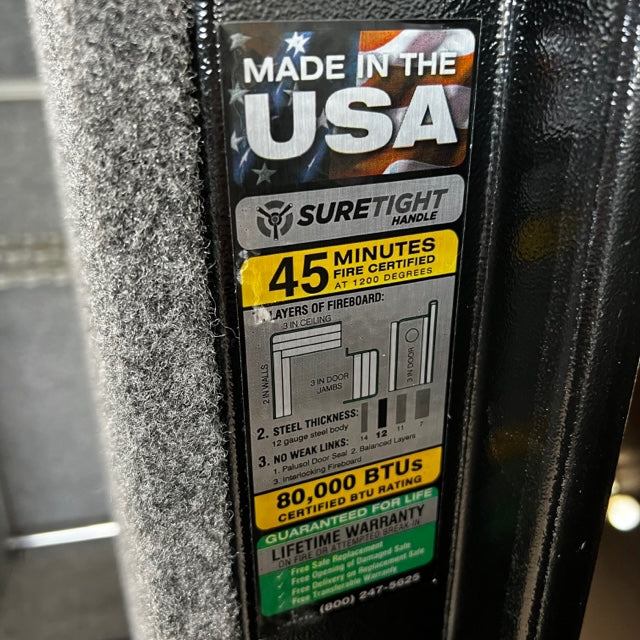 MADE IN THE
USA
SURETIGHT
HANDLE
45 MINUTES
FIRE CERTIFIED
AT 1200 DEGREES
LAYERS OF FIREBOARD:
3 IN CEILING
2 IN WALLS
3 IN DOOR
JAMBS
3 IN DOOR
2. STEEL THICKNESS:
12 gauge steel body
14 12 11 7
3. NO WEAK LINKS:
1. Palusol Door Seal 2. Balanced Layers
3. Interlocking Fireboard
80,000 BTUs
CERTIFIED BTU RATING
GUARANTEED FOR LIFE
LIFETIME WARRANTY
ON FIRE OR ATTEMPTED BREAK-IN
✓ Free Safe Replacement
✓ Free Opening of Damaged Safe
✓ Free Delivery on Replacement Safe
✓ Free Transferable Warranty
(800) 247-5625